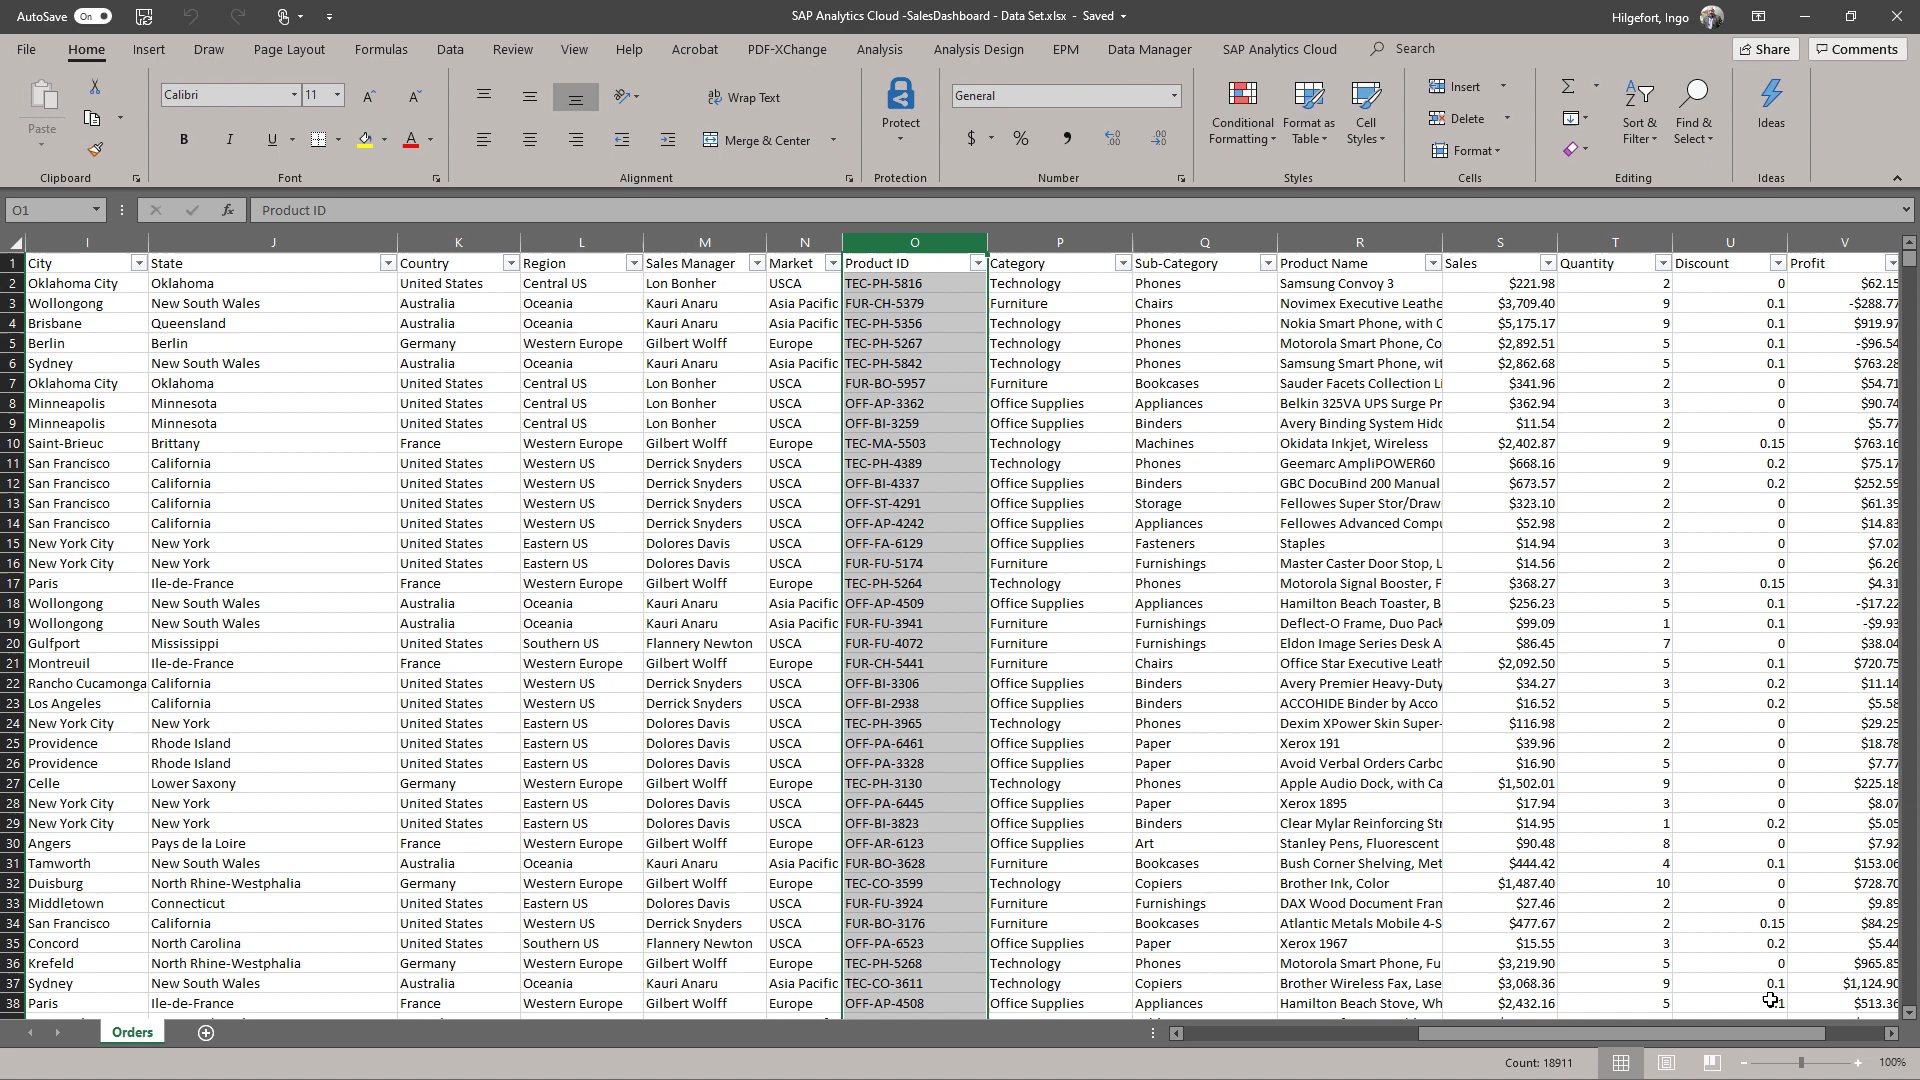 AutoSave On SAP Analytics Cloud -SalesDashboard - Data Set.xlsx - Saved Hilgefort, Ingo
File Home Insert Draw Page Layout Formulas Data Review View Help Acrobat PDF-XChange Analysis Analysis Design EPM Data Manager SAP Analytics Cloud Search Share Comments
Paste Calibri 11 A A Wrap Text Protect General Conditional Formatting Format as Table Cell Styles Insert Delete Format Sort & Filter Find & Select Ideas
B I U A Merge & Center $ %
Clipboard Font Alignment Protection Number Styles Cells Editing Ideas
O1 fx Product ID
I J K L M N O P Q R S T U V
1 City State Country Region Sales Manager Market Product ID Category Sub-Category Product Name Sales Quantity Discount Profit
2 Oklahoma City Oklahoma United States Central US Lon Bonher USCA TEC-PH-5816 Technology Phones Samsung Convoy 3 $221.98 2 0 $62.15
3 Wollongong New South Wales Australia Oceania Kauri Anaru Asia Pacific FUR-CH-5379 Furniture Chairs Novimex Executive Leathe $3,709.40 9 0.1 -$288.77
4 Brisbane Queensland Australia Oceania Kauri Anaru Asia Pacific TEC-PH-5356 Technology Phones Nokia Smart Phone, with C $5,175.17 9 0.1 $919.97
5 Berlin Berlin Germany Western Europe Gilbert Wolff Europe TEC-PH-5267 Technology Phones Motorola Smart Phone, Co $2,892.51 5 0.1 -$96.54
6 Sydney New South Wales Australia Oceania Kauri Anaru Asia Pacific TEC-PH-5842 Technology Phones Samsung Smart Phone, wit $2,862.68 5 0.1 $763.28
7 Oklahoma City Oklahoma United States Central US Lon Bonher USCA FUR-BO-5957 Furniture Bookcases Sauder Facets Collection Li $341.96 2 0 $54.71
8 Minneapolis Minnesota United States Central US Lon Bonher USCA OFF-AP-3362 Office Supplies Appliances Belkin 325VA UPS Surge Pr $362.94 3 0 $90.74
9 Minneapolis Minnesota United States Central US Lon Bonher USCA OFF-BI-3259 Office Supplies Binders Avery Binding System Hidd $11.54 2 0 $5.77
10 Saint-Brieuc Brittany France Western Europe Gilbert Wolff Europe TEC-MA-5503 Technology Machines Okidata Inkjet, Wireless $2,402.87 9 0.15 $763.16
11 San Francisco California United States Western US Derrick Snyders USCA TEC-PH-4389 Technology Phones Geemarc AmpliPOWER60 $668.16 9 0.2 $75.17
12 San Francisco California United States Western US Derrick Snyders USCA OFF-BI-4337 Office Supplies Binders GBC DocuBind 200 Manual $673.57 2 0.2 $252.59
13 San Francisco California United States Western US Derrick Snyders USCA OFF-ST-4291 Office Supplies Storage Fellowes Super Stor/Draw $323.10 2 0 $61.39
14 San Francisco California United States Western US Derrick Snyders USCA OFF-AP-4242 Office Supplies Appliances Fellowes Advanced Compu $52.98 2 0 $14.83
15 New York City New York United States Eastern US Dolores Davis USCA OFF-FA-6129 Office Supplies Fasteners Staples $14.94 3 0 $7.02
16 New York City New York United States Eastern US Dolores Davis USCA FUR-FU-5174 Furniture Furnishings Master Caster Door Stop, L $14.56 2 0 $6.26
17 Paris Ile-de-France France Western Europe Gilbert Wolff Europe TEC-PH-5264 Technology Phones Motorola Signal Booster, F $368.27 3 0.15 $4.31
18 Wollongong New South Wales Australia Oceania Kauri Anaru Asia Pacific OFF-AP-4509 Office Supplies Appliances Hamilton Beach Toaster, B $256.23 5 0.1 -$17.22
19 Wollongong New South Wales Australia Oceania Kauri Anaru Asia Pacific FUR-FU-3941 Furniture Furnishings Deflect-O Frame, Duo Pack $99.09 1 0.1 -$9.93
20 Gulfport Mississippi United States Southern US Flannery Newton USCA FUR-FU-4072 Furniture Furnishings Eldon Image Series Desk A $86.45 7 0 $38.04
21 Montreuil Ile-de-France France Western Europe Gilbert Wolff Europe FUR-CH-5441 Furniture Chairs Office Star Executive Leath $2,092.50 5 0.1 $720.75
22 Rancho Cucamonga California United States Western US Derrick Snyders USCA OFF-BI-3306 Office Supplies Binders Avery Premier Heavy-Duty $34.27 3 0.2 $11.14
23 Los Angeles California United States Western US Derrick Snyders USCA OFF-BI-2938 Office Supplies Binders ACCOHIDE Binder by Acco $16.52 5 0.2 $5.58
24 New York City New York United States Eastern US Dolores Davis USCA TEC-PH-3965 Technology Phones Dexim XPower Skin Super- $116.98 2 0 $29.25
25 Providence Rhode Island United States Eastern US Dolores Davis USCA OFF-PA-6461 Office Supplies Paper Xerox 191 $39.96 2 0 $18.78
26 Providence Rhode Island United States Eastern US Dolores Davis USCA OFF-PA-3328 Office Supplies Paper Avoid Verbal Orders Carbo $16.90 5 0 $7.77
27 Celle Lower Saxony Germany Western Europe Gilbert Wolff Europe TEC-PH-3130 Technology Phones Apple Audio Dock, with Ca $1,502.01 9 0 $225.18
28 New York City New York United States Eastern US Dolores Davis USCA OFF-PA-6445 Office Supplies Paper Xerox 1895 $17.94 3 0 $8.07
29 New York City New York United States Eastern US Dolores Davis USCA OFF-BI-3823 Office Supplies Binders Clear Mylar Reinforcing Str $14.95 1 0.2 $5.05
30 Angers Pays de la Loire France Western Europe Gilbert Wolff Europe OFF-AR-6123 Office Supplies Art Stanley Pens, Fluorescent $90.48 8 0 $7.92
31 Tamworth New South Wales Australia Oceania Kauri Anaru Asia Pacific FUR-BO-3628 Furniture Bookcases Bush Corner Shelving, Met $444.42 4 0.1 $153.06
32 Duisburg North Rhine-Westphalia Germany Western Europe Gilbert Wolff Europe TEC-CO-3599 Technology Copiers Brother Ink, Color $1,487.40 10 0 $728.70
33 Middletown Connecticut United States Eastern US Dolores Davis USCA FUR-FU-3924 Furniture Furnishings DAX Wood Document Fram $27.46 2 0 $9.89
34 San Francisco California United States Western US Derrick Snyders USCA FUR-BO-3176 Furniture Bookcases Atlantic Metals Mobile 4-S $477.67 2 0.15 $84.29
35 Concord North Carolina United States Southern US Flannery Newton USCA OFF-PA-6523 Office Supplies Paper Xerox 1967 $15.55 3 0.2 $5.44
36 Krefeld North Rhine-Westphalia Germany Western Europe Gilbert Wolff Europe TEC-PH-5268 Technology Phones Motorola Smart Phone, Fu $3,219.90 5 0 $965.85
37 Sydney New South Wales Australia Oceania Kauri Anaru Asia Pacific TEC-CO-3611 Technology Copiers Brother Wireless Fax, Lase $3,068.36 9 0.1 $1,124.90
38 Paris Ile-de-France France Western Europe Gilbert Wolff Europe OFF-AP-4508 Office Supplies Appliances Hamilton Beach Stove, Wh $2,432.16 5 $513.36
Orders
Count: 18911 100%